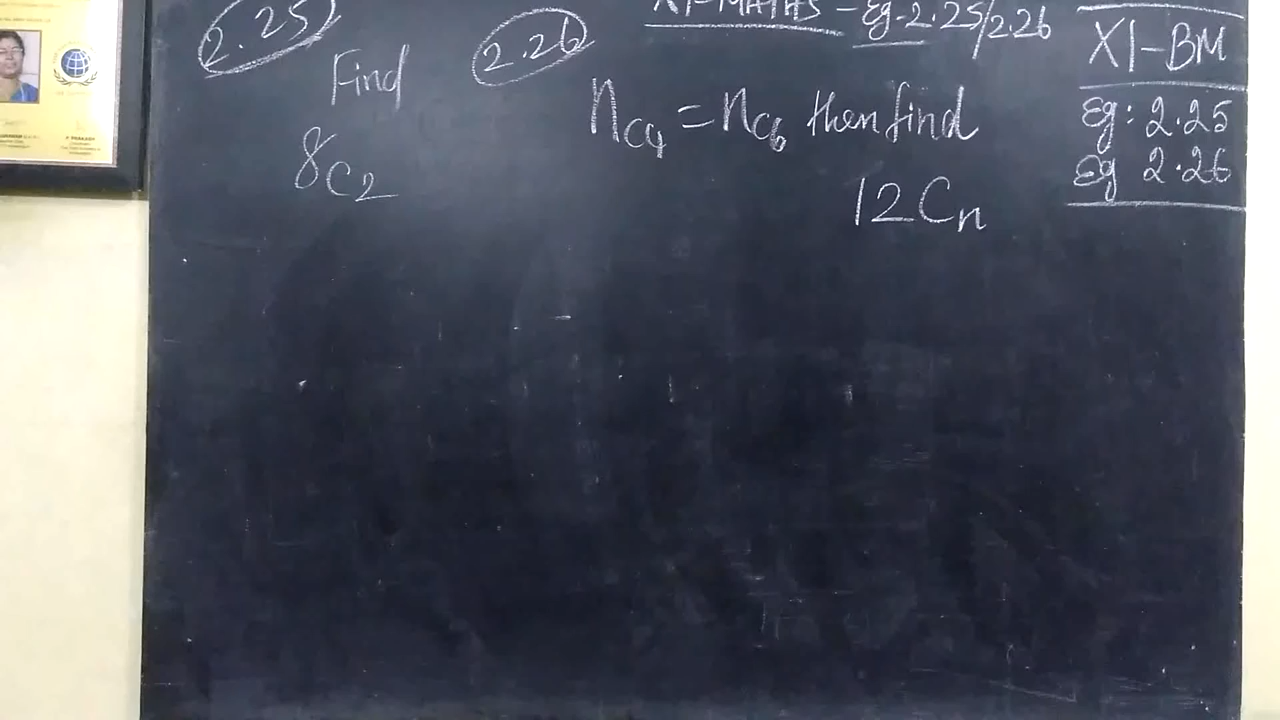 XI-MATHS - Eg-2.25/2.26
2.25
Find
8C2
2.26
nC4 = nC6 then find
12Cn
XI-BM
Eg: 2.25
Eg 2.26